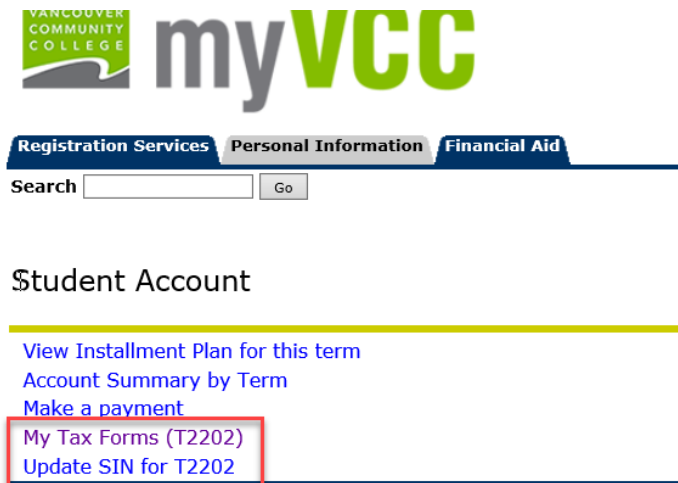 VANCOUVER
COMMUNITY
COLLEGE
myVCC
Registration Services Personal Information Financial Aid
Search Go
Student Account
View Installment Plan for this term
Account Summary by Term
Make a payment
My Tax Forms (T2202)
Update SIN for T2202